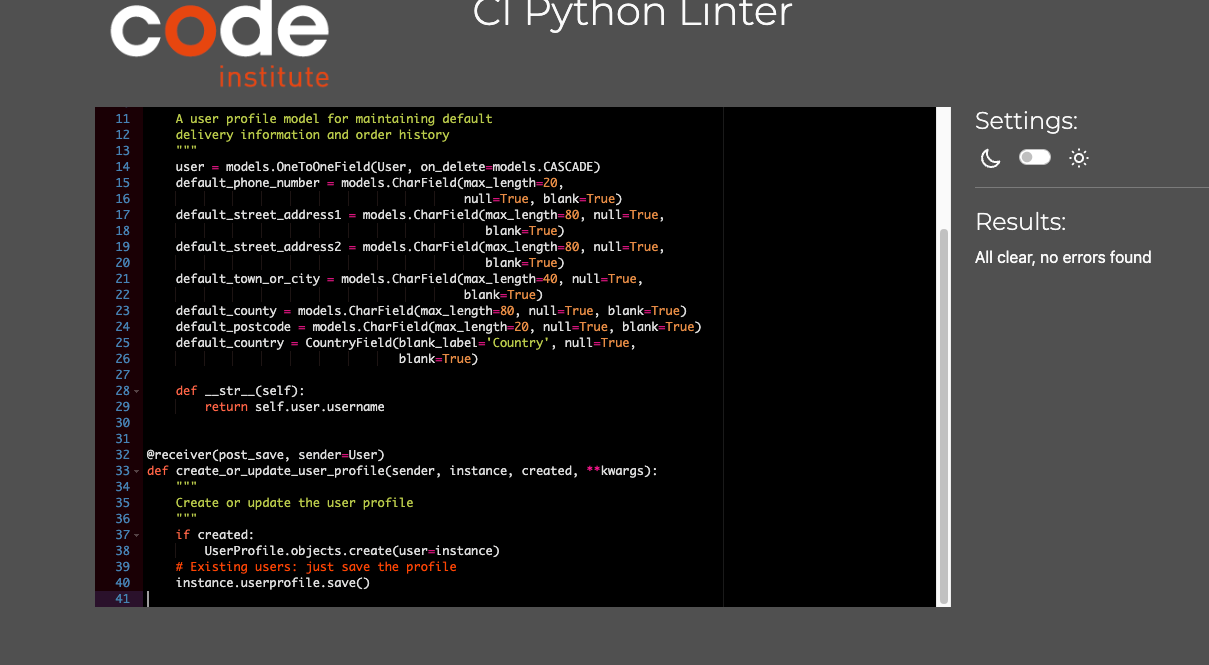 code
institute
CI Python Linter
11 A user profile model for maintaining default
12 delivery information and order history
13 """
14 user = models.OneToOneField(User, on_delete=models.CASCADE)
15 default_phone_number = models.CharField(max_length=20,
16 null=True, blank=True)
17 default_street_address1 = models.CharField(max_length=80, null=True,
18 blank=True)
19 default_street_address2 = models.CharField(max_length=80, null=True,
20 blank=True)
21 default_town_or_city = models.CharField(max_length=40, null=True,
22 blank=True)
23 default_county = models.CharField(max_length=80, null=True, blank=True)
24 default_postcode = models.CharField(max_length=20, null=True, blank=True)
25 default_country = CountryField(blank_label='Country', null=True,
26 blank=True)
27
28 def __str__(self):
29 return self.user.username
30
31
32 @receiver(post_save, sender=User)
33 def create_or_update_user_profile(sender, instance, created, **kwargs):
34 """
35 Create or update the user profile
36 """
37 if created:
38 UserProfile.objects.create(user=instance)
39 # Existing users: just save the profile
40 instance.userprofile.save()
41
Settings:
Results:
All clear, no errors found